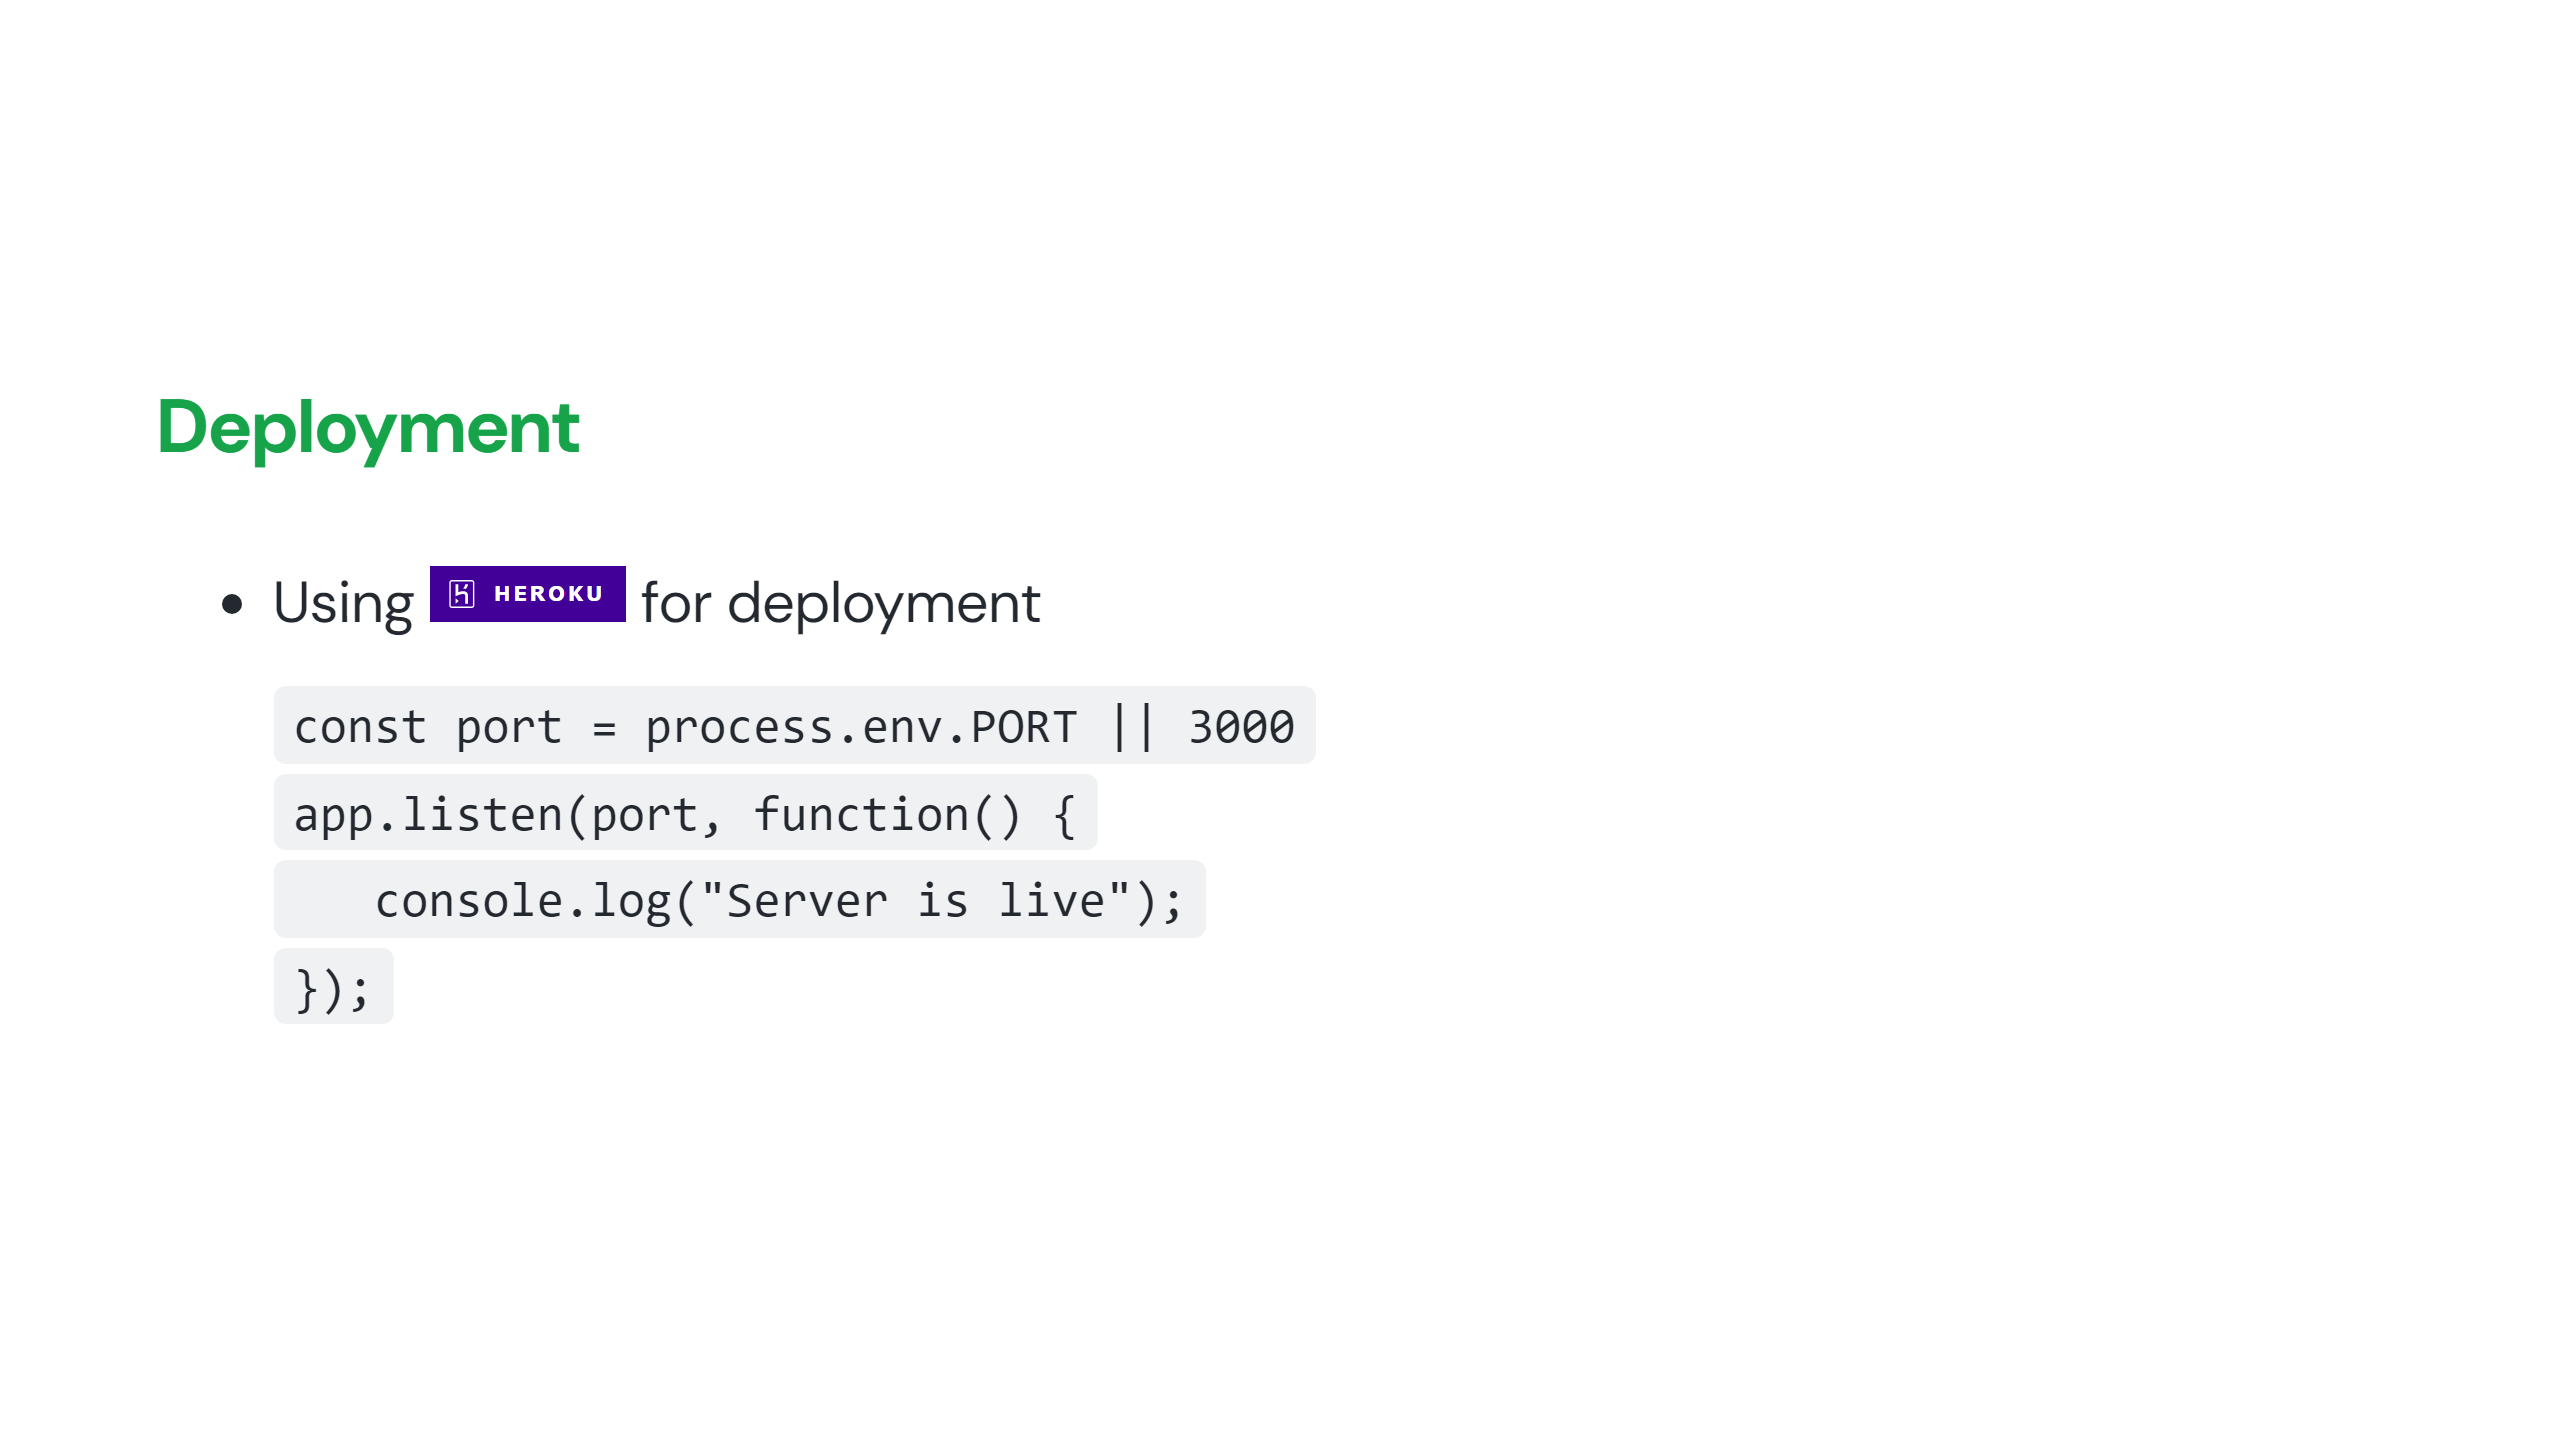 Deployment
• Using HEROKU for deployment
const port = process.env.PORT || 3000
app.listen(port, function() {
   console.log("Server is live");
});